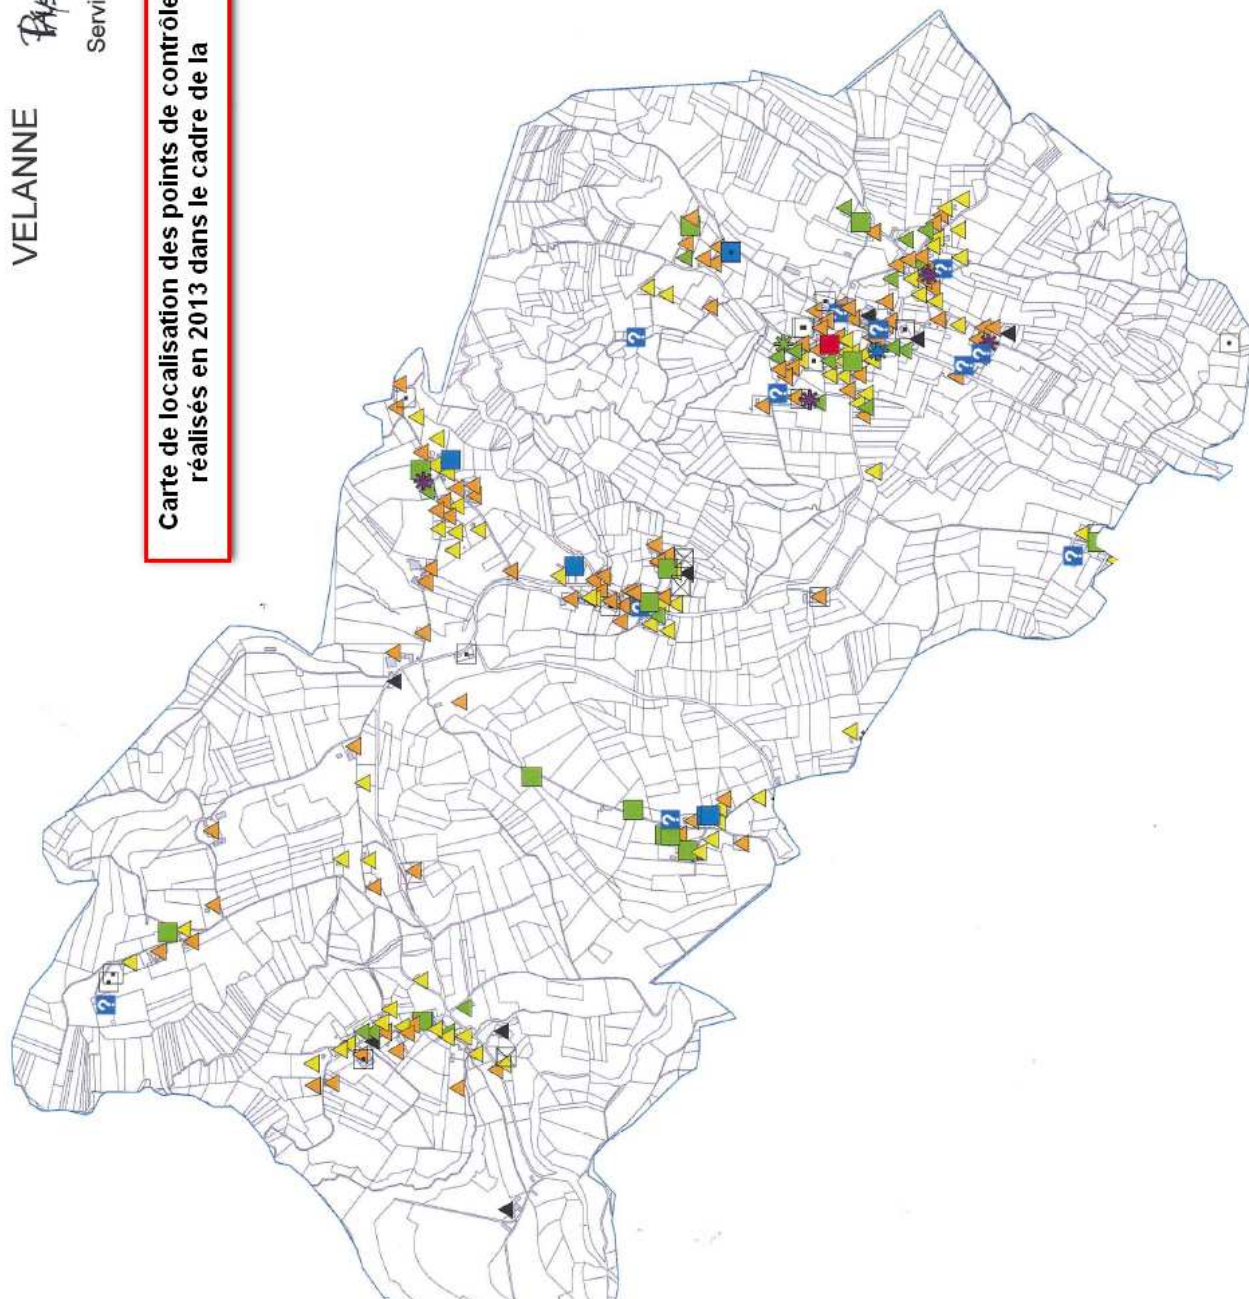 VELANNE
Servi
Carte de localisation des points de contrôle
réalisés en 2013 dans le cadre de la
?
?
?
?
?
?
?
?
?
?
?